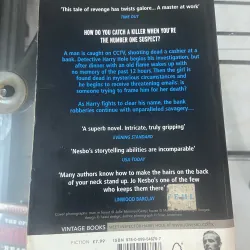 'This tale of revenge has twists galore... A master at work'
TIME OUT
HOW DO YOU CATCH A KILLER WHEN YOU'RE
THE NUMBER ONE SUSPECT?
A man is caught on CCTV, shooting dead a cashier at a
bank. Detective Harry Hole begins his investigation, but
after dinner with an old flame wakes up with
no memory of the past 12 hours. Then the girl is
found dead in mysterious circumstances and
he begins to receive threatening emails: is someone
trying to frame him for her death?
As Harry fights to clear his name, the bank
robberies continue with unparalleled savagery...
'A superb novel. Intricate, truly gripping'
EVENING STANDARD
'Nesbo's storytelling abilities are incomparable'
USA TODAY
'Many authors know how to make the hairs on the back
of your neck stand up. Jo Nesbo's one of the few
who keeps them there'
LINWOOD BARCLAY
VINTAGE BOOKS
FICTION £7.99